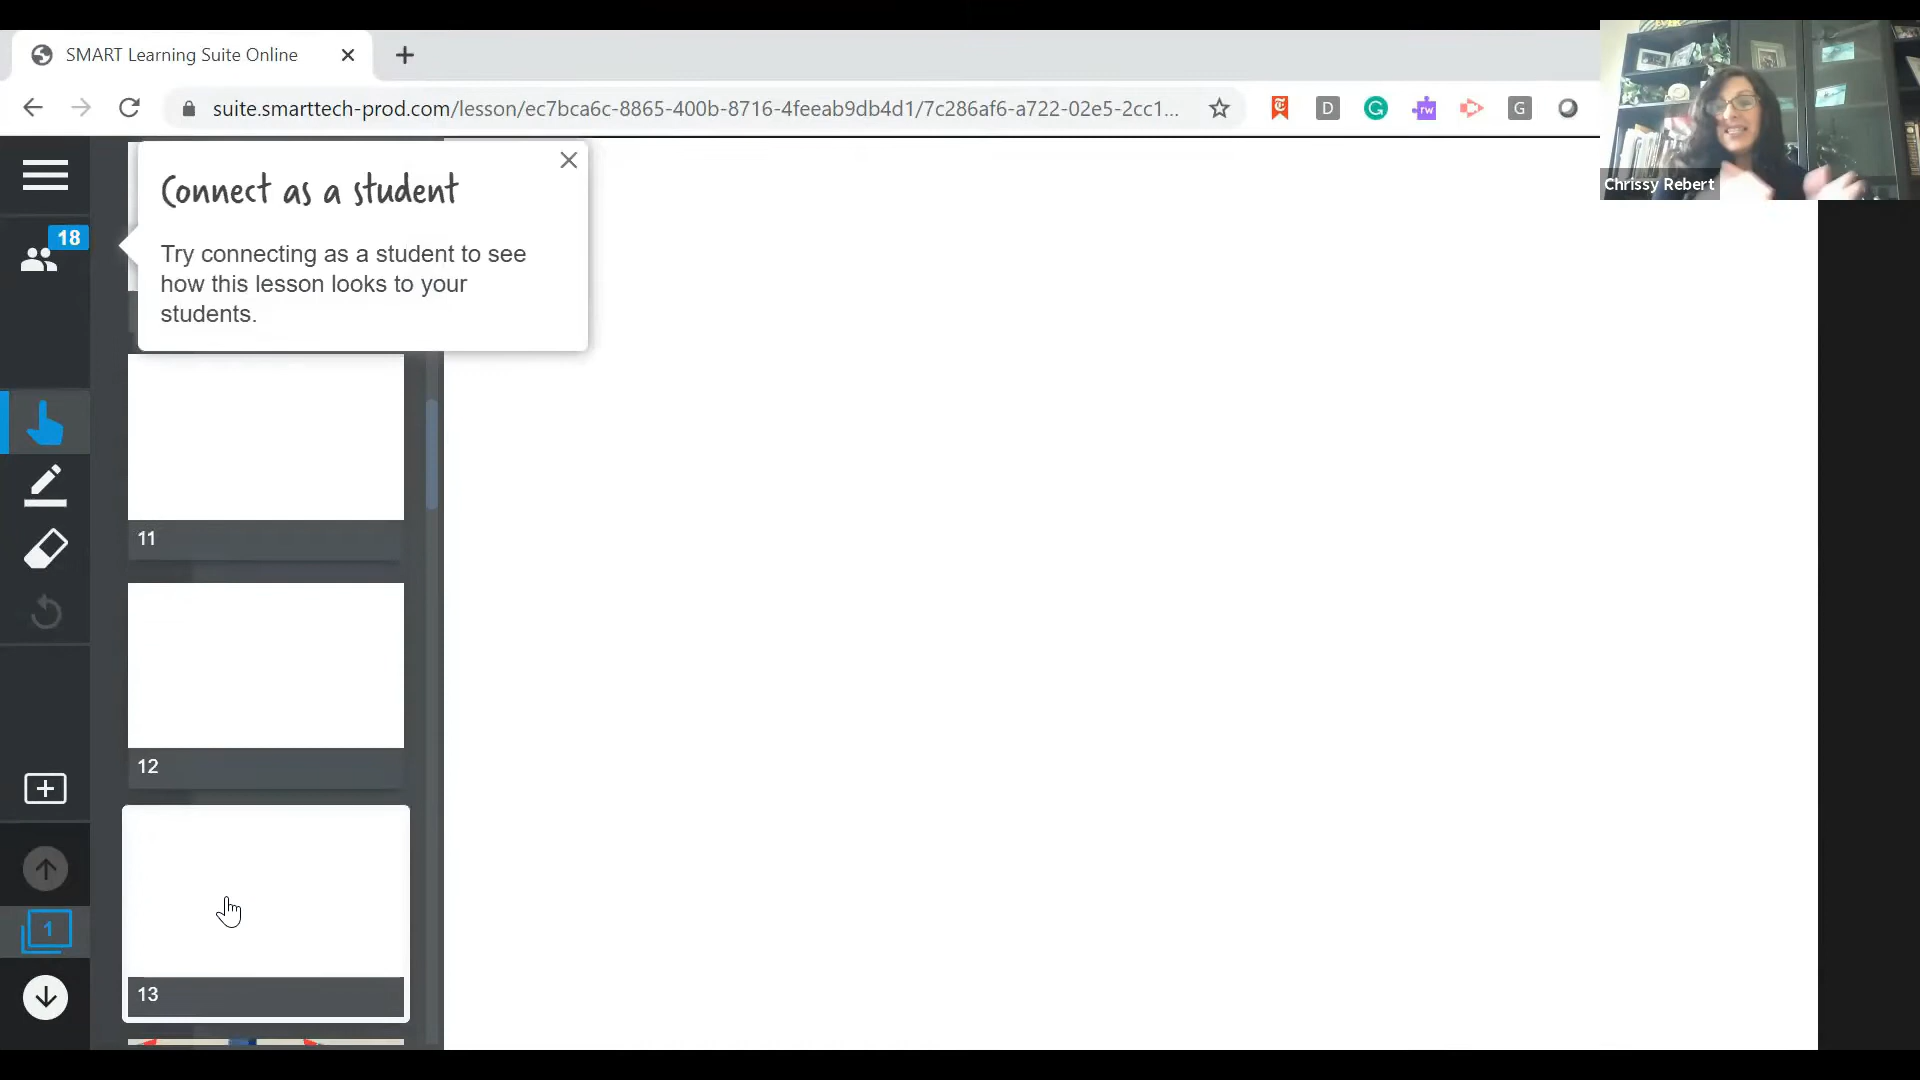 SMART Learning Suite Online
suite.smarttech-prod.com/lesson/ec7bca6c-8865-400b-8716-4feeab9db4d1/7c286af6-a722-02e5-2cc1...
D
G
rw
G
Chrissy Rebert
18
Connect as a student
Try connecting as a student to see
how this lesson looks to your
students.
11
12
13
1